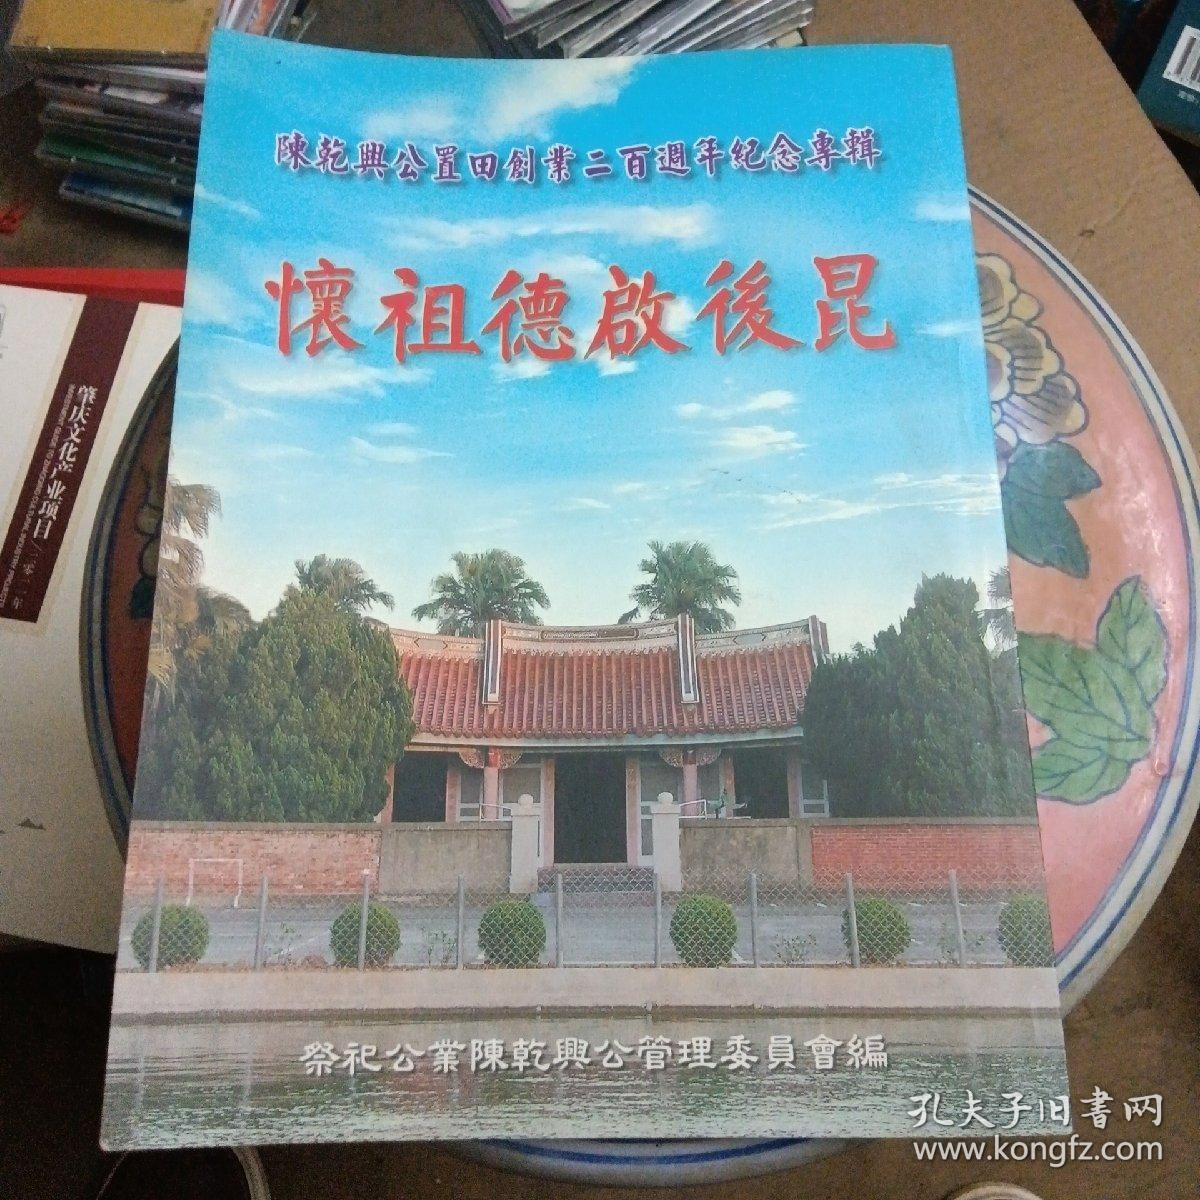 陳乾興公置田創業二百週年紀念專輯
懷祖德啟後昆
祭祀公業陳乾興公管理委員會編
肇庆文化产业项目
孔夫子旧書网
www.kongfz.com